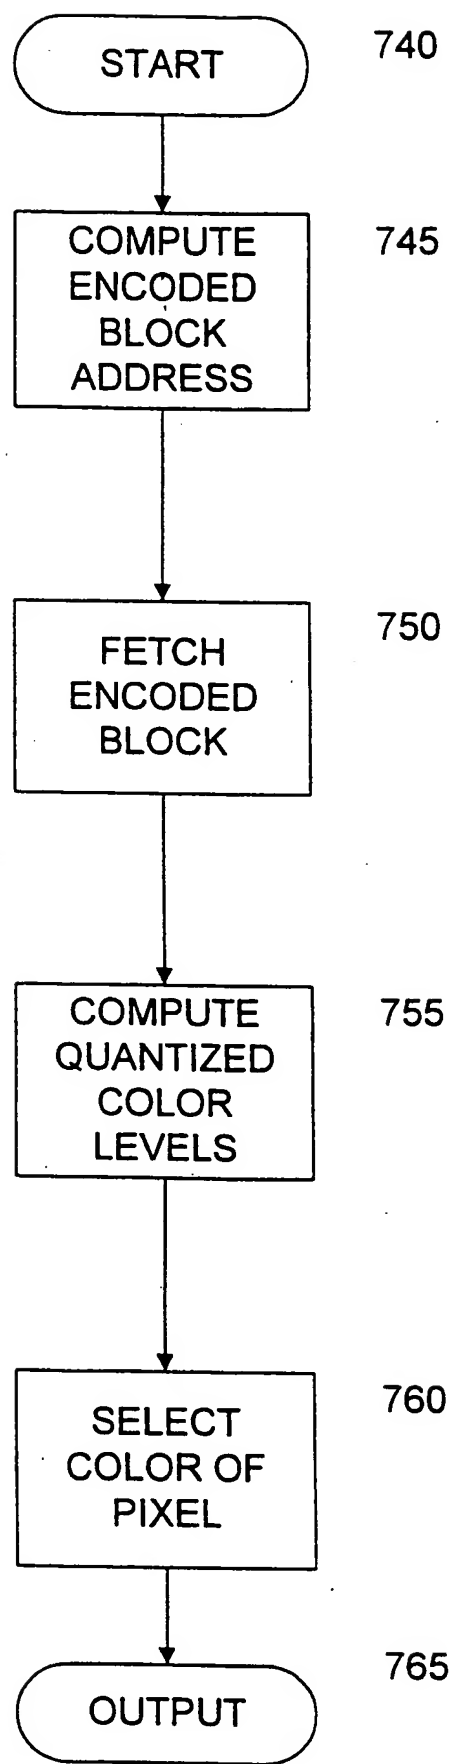 START
740
COMPUTE
ENCODED
BLOCK
ADDRESS
745
FETCH
ENCODED
BLOCK
750
COMPUTE
QUANTIZED
COLOR
LEVELS
755
SELECT
COLOR OF
PIXEL
760
OUTPUT
765